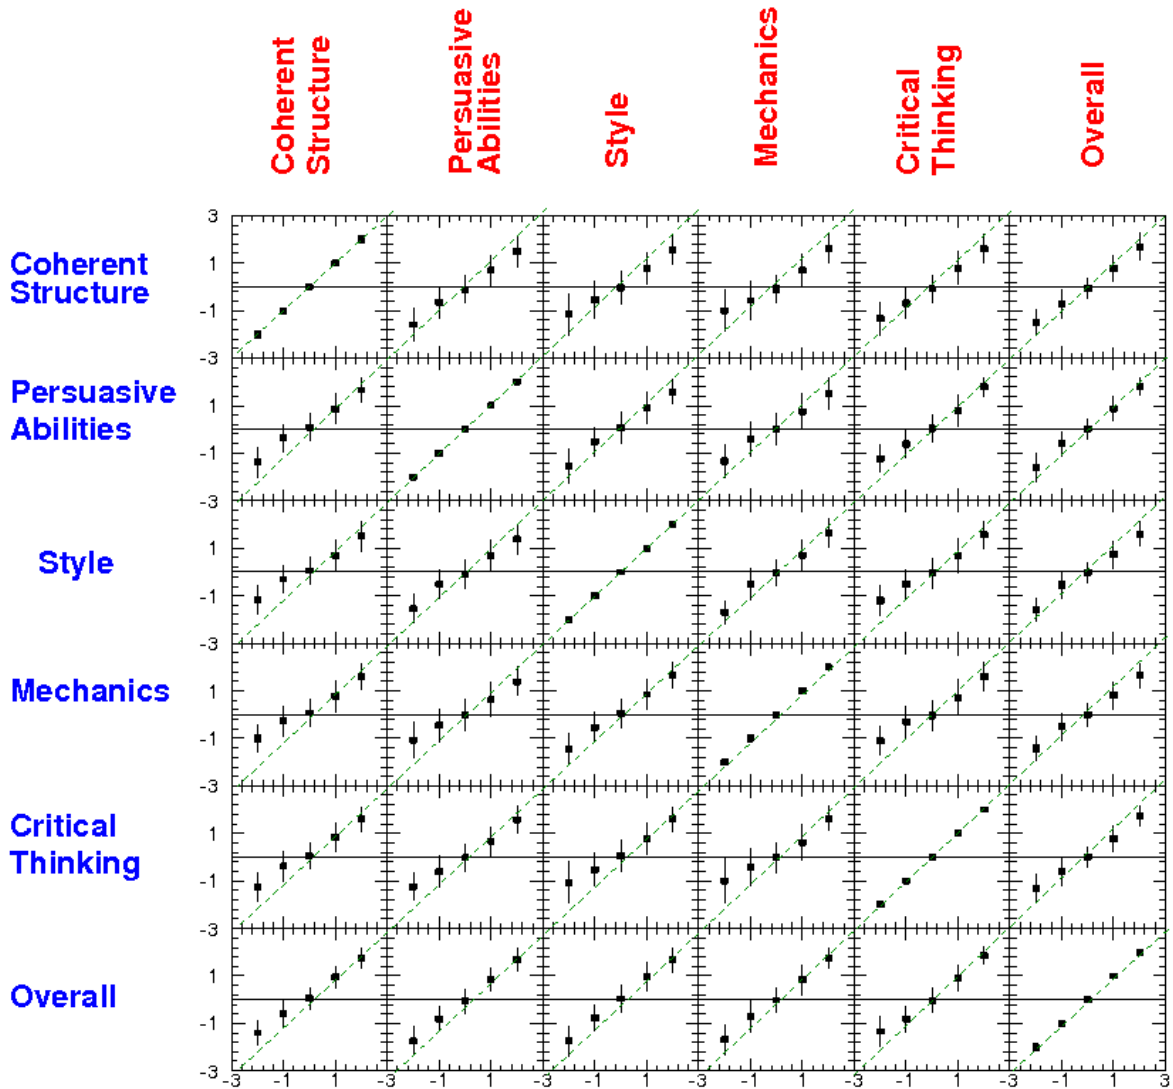 Coherent
Structure
Persuasive
Abilities
Style
Mechanics
Critical
Thinking
Overall
3
Coherent
Structure
1
-1
-3
Persuasive
Abilities
1
-1
-3
Style
1
-1
-3
Mechanics
1
-1
-3
Critical
Thinking
1
-1
-3
Overall
1
-1
-3
-3 -1 1 -3 -1 1 -3 -1 1 -3 -1 1 -3 -1 1 -3 -1 1 3